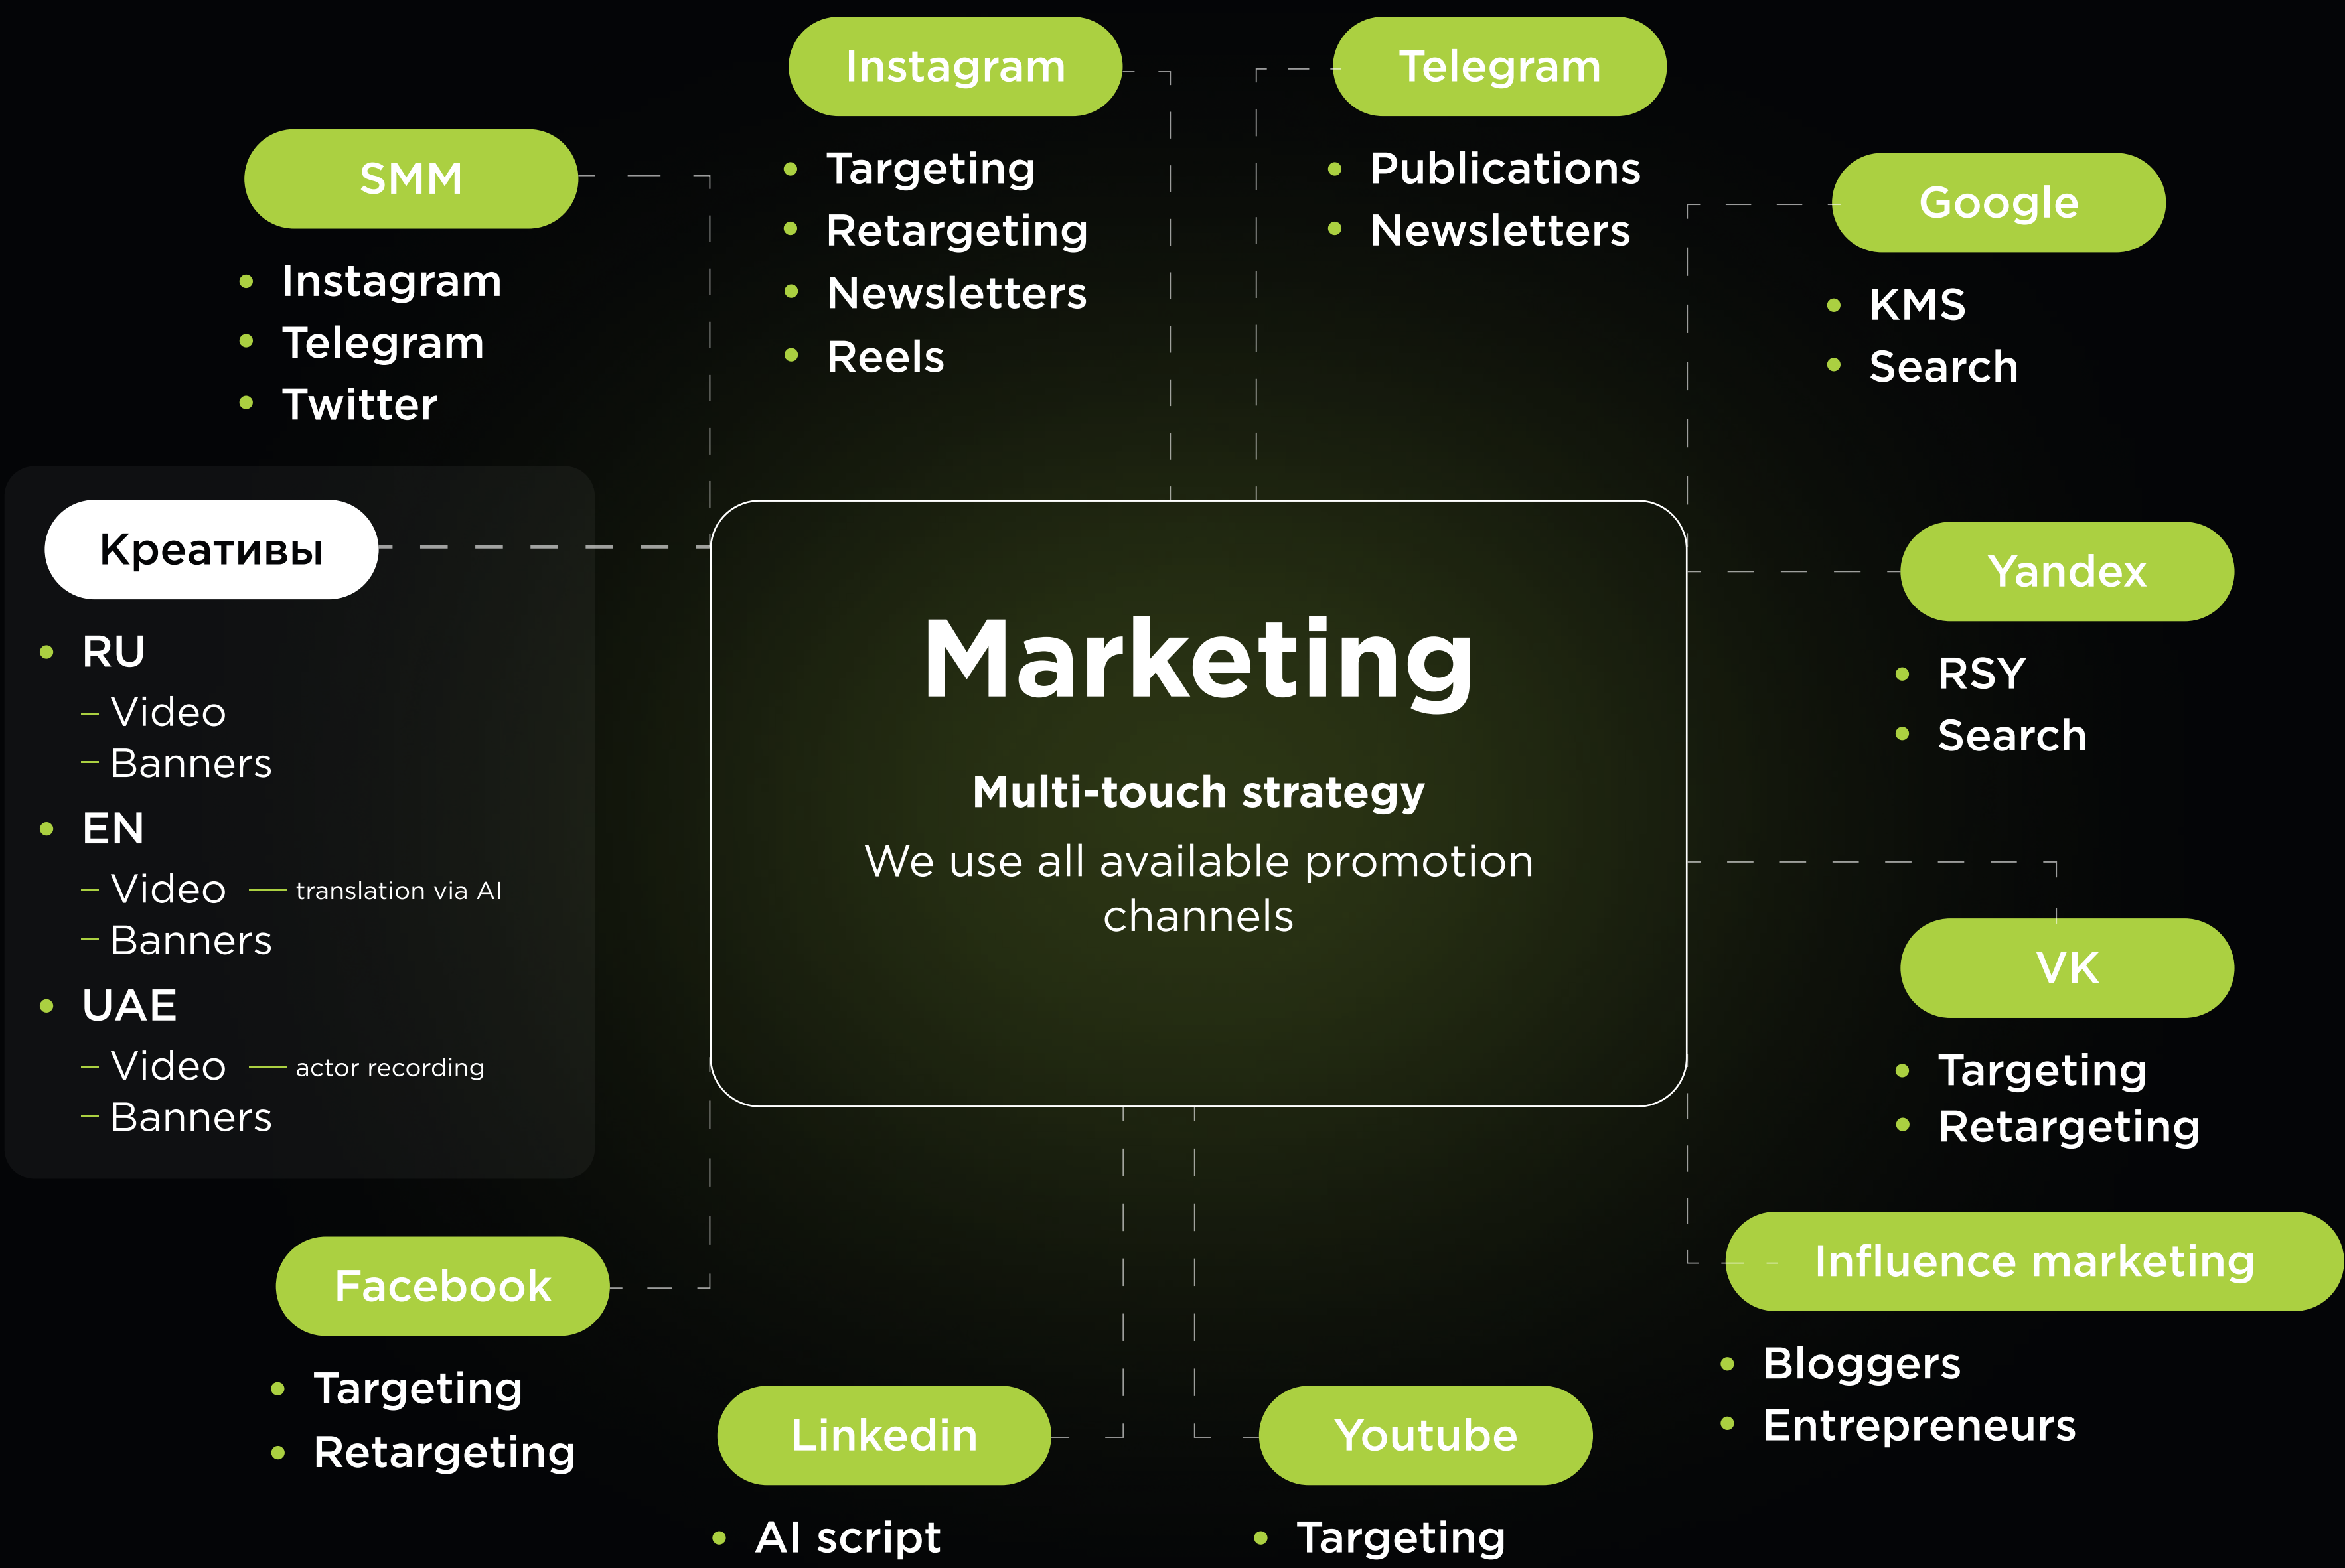 Instagram
Targeting
Retargeting
Newsletters
Reels
Telegram
Publications
Newsletters
SMM
Instagram
Telegram
Twitter
Google
KMS
Search
Креативы
RU
Video
Banners
EN
Video translation via AI
Banners
UAE
Video actor recording
Banners
Marketing
Multi-touch strategy
We use all available promotion
channels
Yandex
RSY
Search
VK
Targeting
Retargeting
Influence marketing
Bloggers
Entrepreneurs
Facebook
Targeting
Retargeting
Linkedin
AI script
Youtube
Targeting